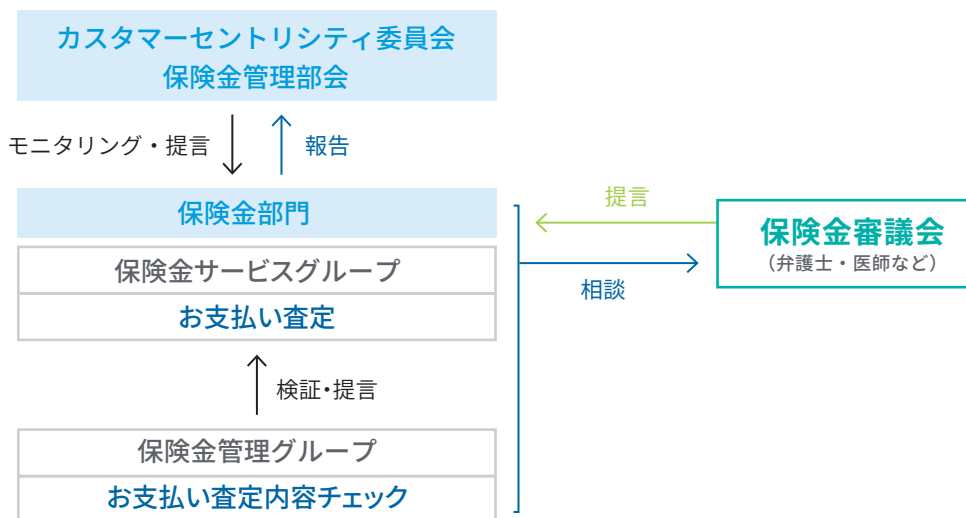 カスタマーセントリシティ委員会
保険金管理部会
モニタリング・提言
報告
保険金部門
提言
保険金審議会
（弁護士・医師など）
保険金サービスグループ
相談
お支払い査定
検証・提言
保険金管理グループ
お支払い査定内容チェック